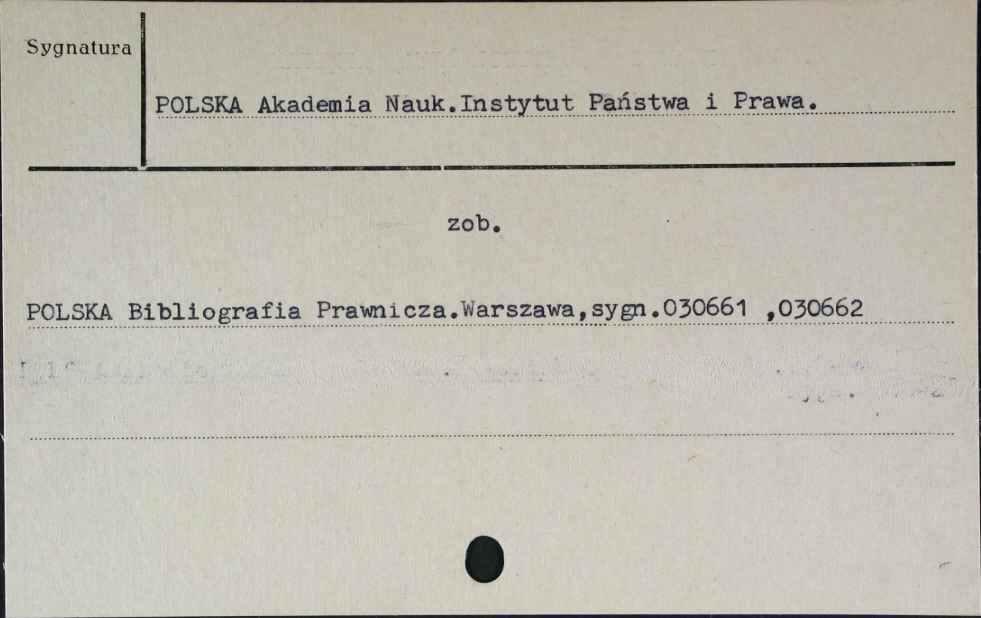 Sygnatura
POLSKA Akademia Nauk.Instytut Państwa i Prawa.
zob.
POLSKA Bibliografia Prawnicza.Warszawa,sygn.030661 ,030662